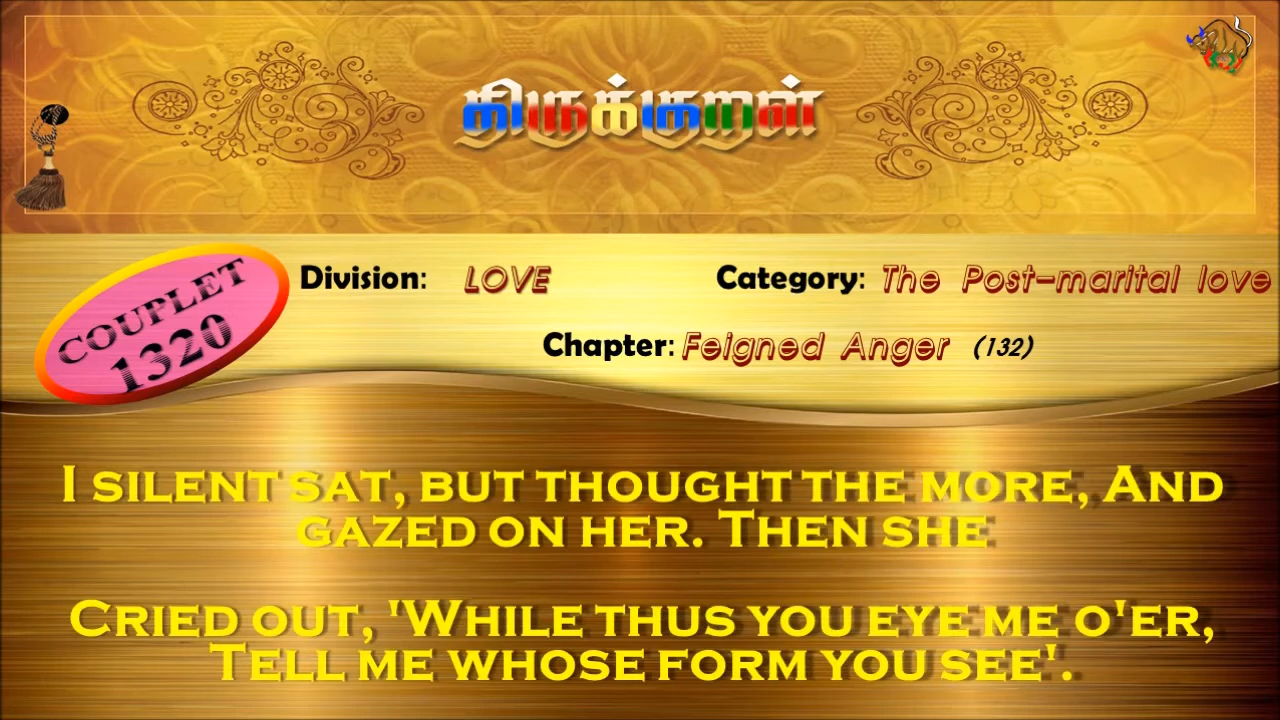 திருக்குறள்
COUPLET
1320
Division: LOVE
Category: The Post-marital love
Chapter: Feigned Anger (132)
I SILENT SAT, BUT THOUGHT THE MORE, AND
GAZED ON HER. THEN SHE
CRIED OUT, 'WHILE THUS YOU EYE ME O'ER,
TELL ME WHOSE FORM YOU SEE'.